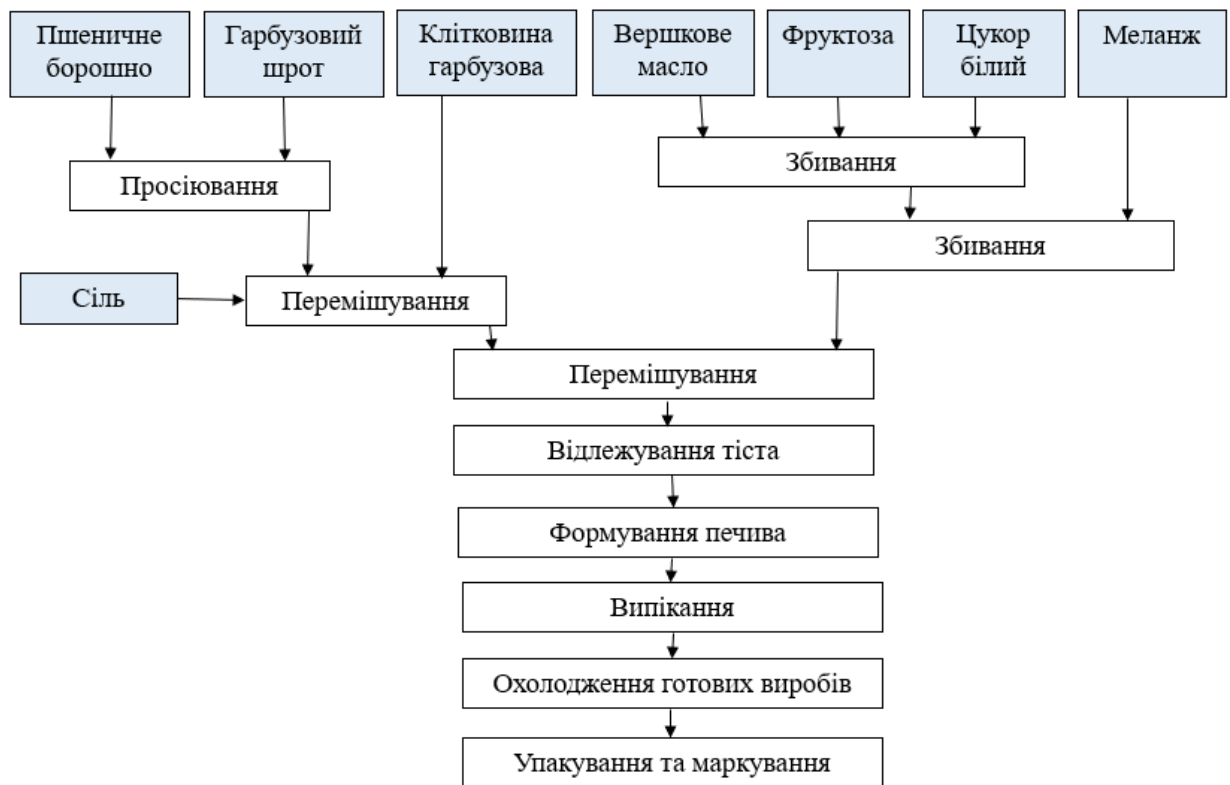 Пшеничне
борошно
Гарбузовий
шрот
Клітковина
гарбузова
Вершкове
масло
Фруктоза
Цукор
білий
Меланж
Просіювання
Збивання
Збивання
Сіль
Перемішування
Перемішування
Відлежування тіста
Формування печива
Випікання
Охолодження готових виробів
Упакування та маркування